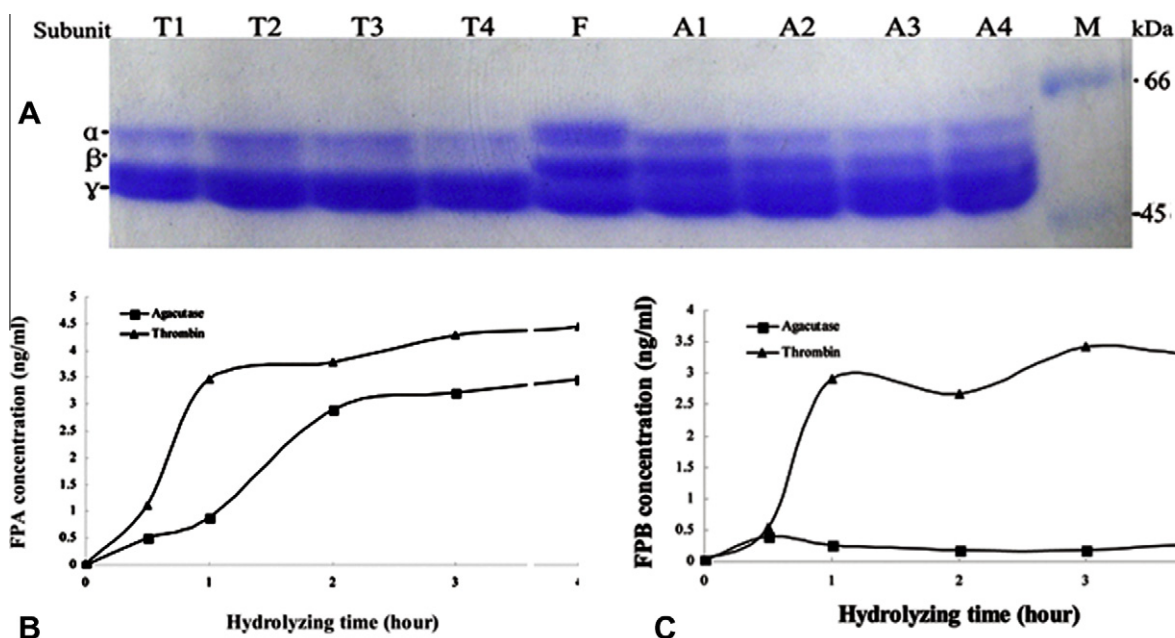 Subunit T1 T2 T3 T4 F A1 A2 A3 A4 M kDa
A
66
α
β
γ
45
B
FPA concentration (ng/ml)
5
4.5
4
3.5
3
2.5
2
1.5
1
0.5
0
Agacutase
Thrombin
0 1 2 3 4
Hydrolyzing time (hour)
C
FPB concentration (ng/ml)
4
3.5
3
2.5
2
1.5
1
0.5
0
Agacutase
Thrombin
0 1 2 3
Hydrolyzing time (hour)